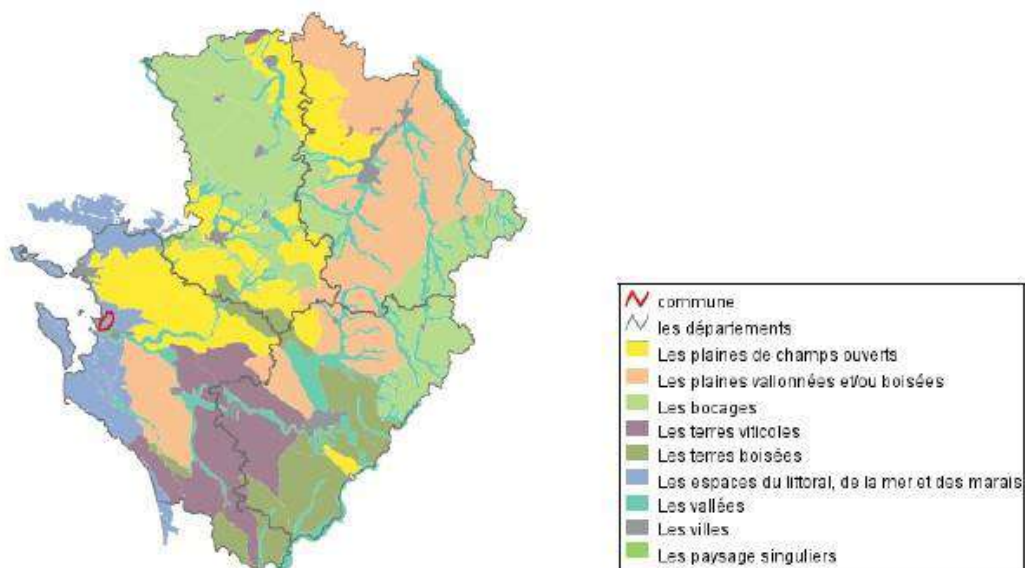 commune
les départements
Les plaines de champs ouverts
Les plaines vallonnées et/ou boisées
Les bocages
Les terres viticoles
Les terres boisées
Les espaces du littoral, de la mer et des marais
Les vallées
Les villes
Les paysage singuliers